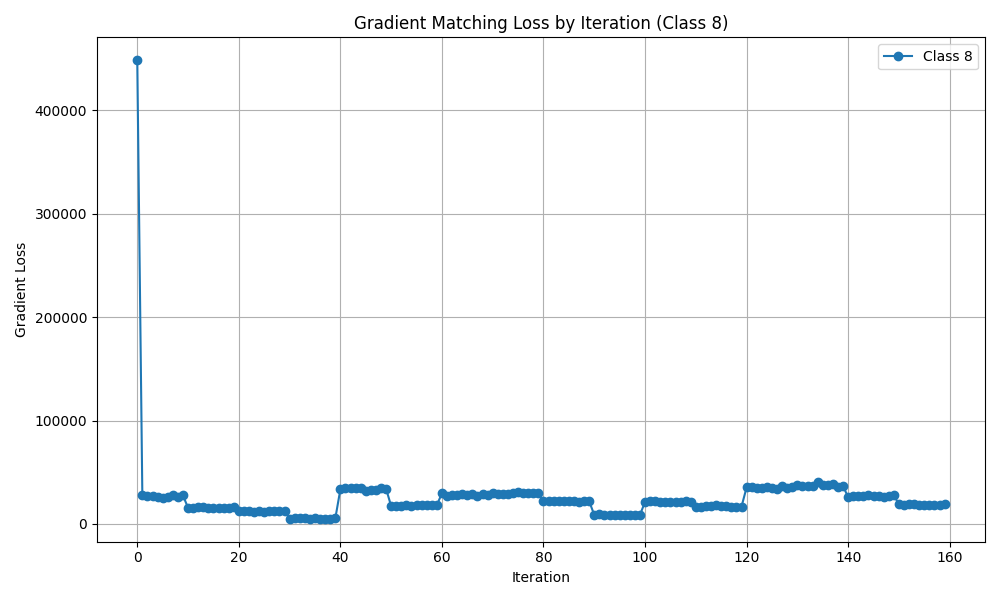 Gradient Matching Loss by Iteration (Class 8)
Class 8
Gradient Loss
400000
300000
200000
100000
0
0 20 40 60 80 100 120 140 160
Iteration